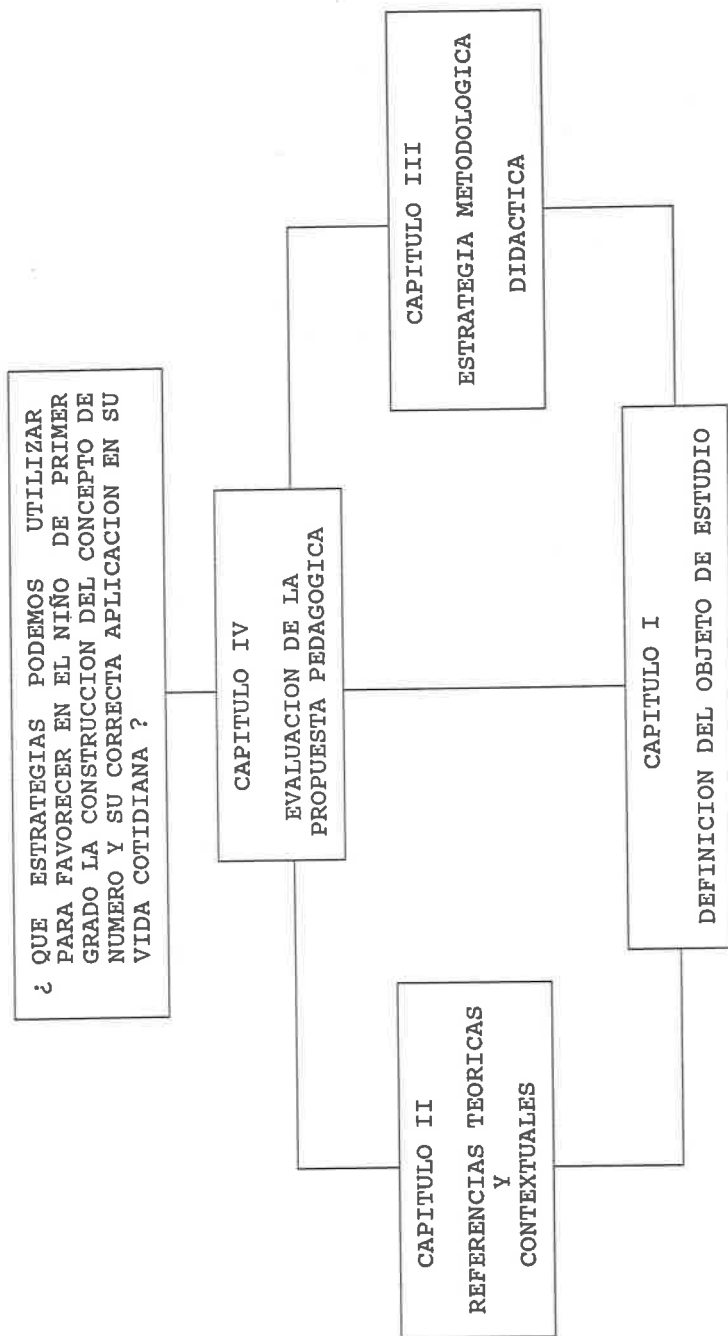 ¿ QUE ESTRATEGIAS PODEMOS UTILIZAR
PARA FAVORECER EN EL NIÑO DE PRIMER
GRADO LA CONSTRUCCION DEL CONCEPTO DE
NUMERO Y SU CORRECTA APLICACION EN SU
VIDA COTIDIANA ?
CAPITULO IV
EVALUACION DE LA
PROPUESTA PEDAGOGICA
CAPITULO II
REFERENCIAS TEORICAS
Y
CONTEXTUALES
CAPITULO III
ESTRATEGIA METODOLOGICA
DIDACTICA
CAPITULO I
DEFINICION DEL OBJETO DE ESTUDIO